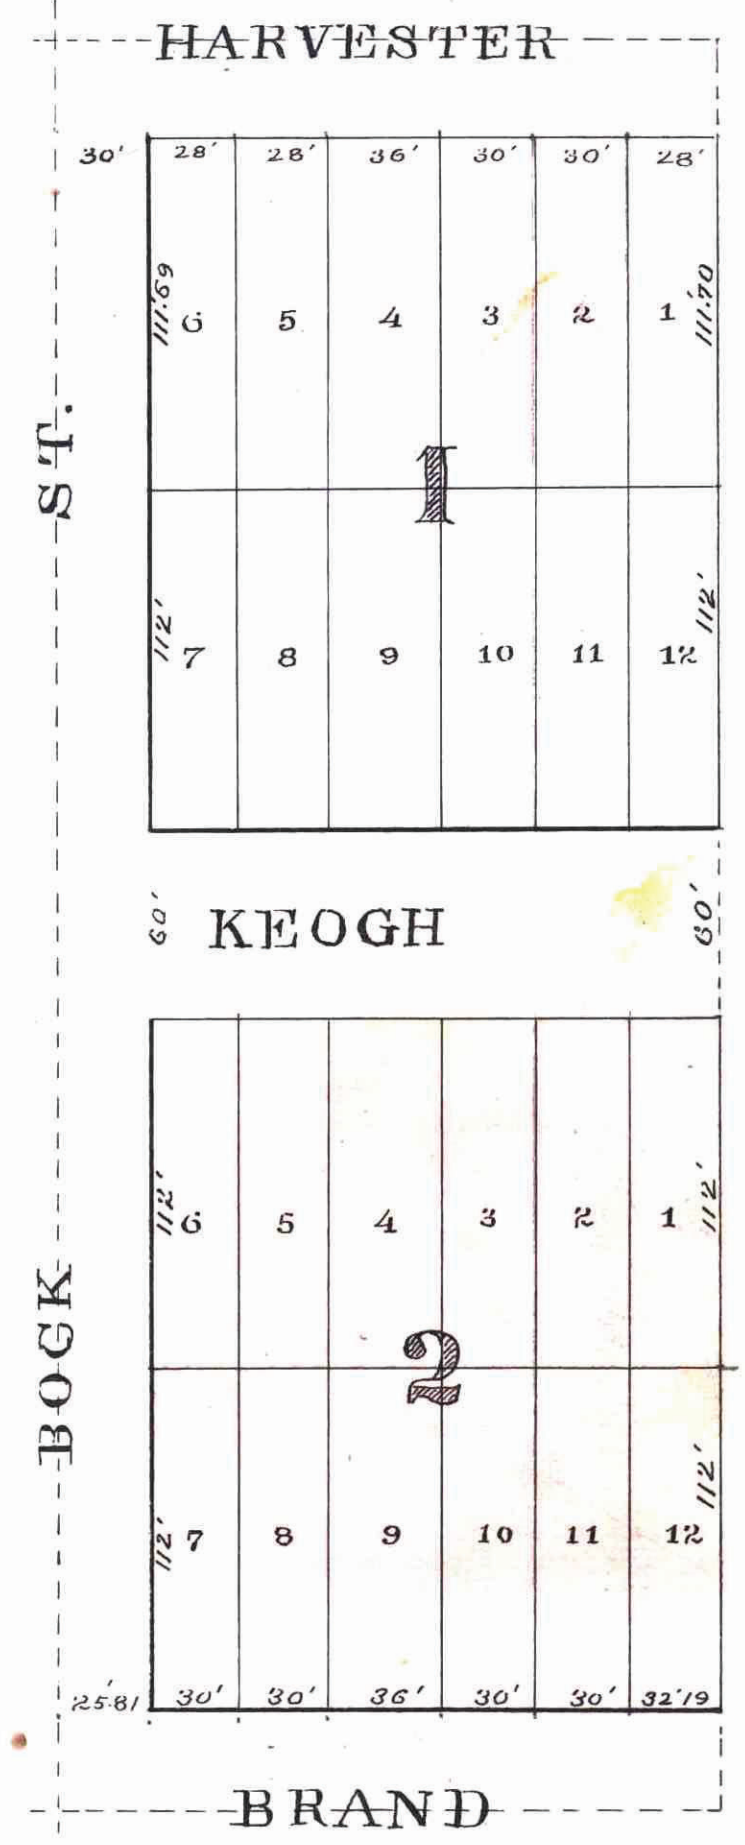 HARVESTER
30' 28' 28' 36' 30' 30' 28'
111.'69 111.'70
6 5 4 3 2 1
ST.
1
112' 112'
7 8 9 10 11 12
60' KEOGH 60'
112' 112'
6 5 4 3 2 1
BOCK
2
112' 112'
7 8 9 10 11 12
25.'81 30' 30' 36' 30' 30' 32'19
BRAND